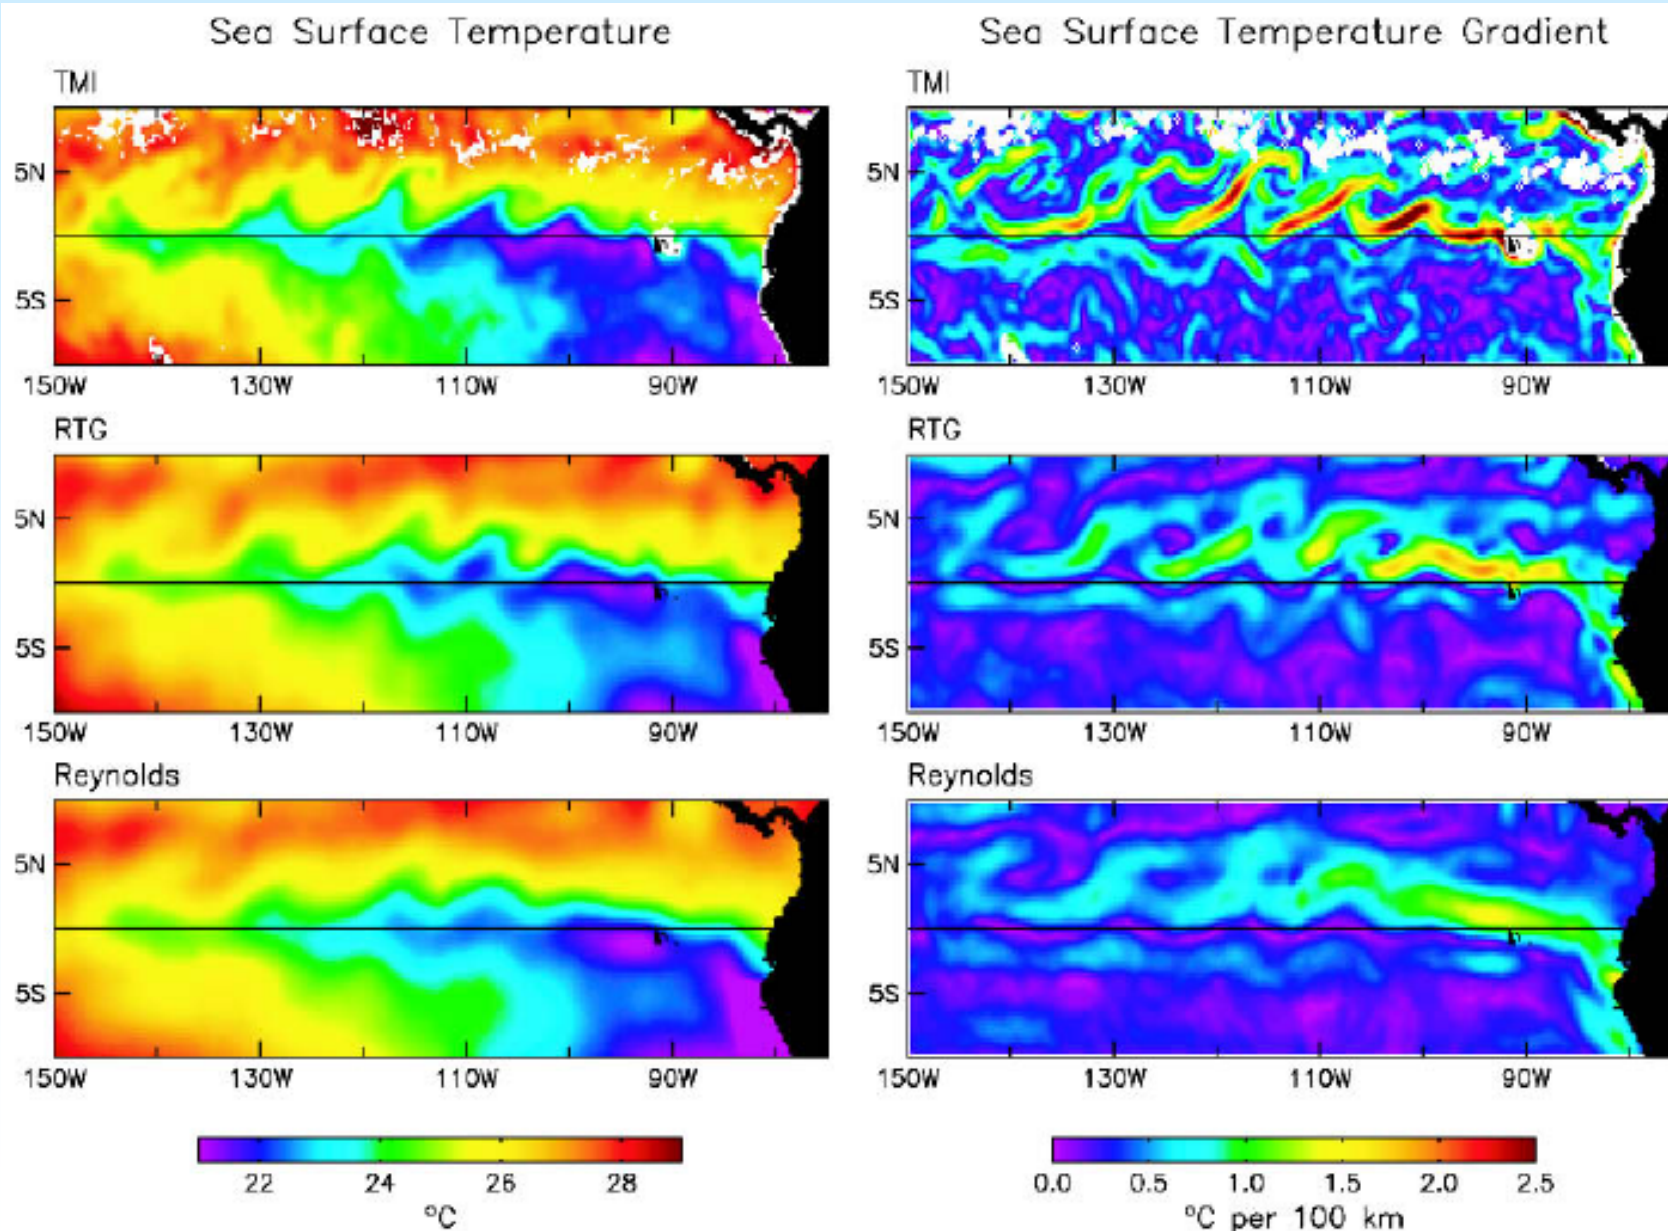 Sea Surface Temperature
Sea Surface Temperature Gradient
TMI
TMI
5N
5S
150W 130W 110W 90W
5N
5S
150W 130W 110W 90W
RTG
RTG
5N
5S
150W 130W 110W 90W
5N
5S
150W 130W 110W 90W
Reynolds
Reynolds
5N
5S
150W 130W 110W 90W
5N
5S
150W 130W 110W 90W
22 24 26 28
°C
0.0 0.5 1.0 1.5 2.0 2.5
°C per 100 km